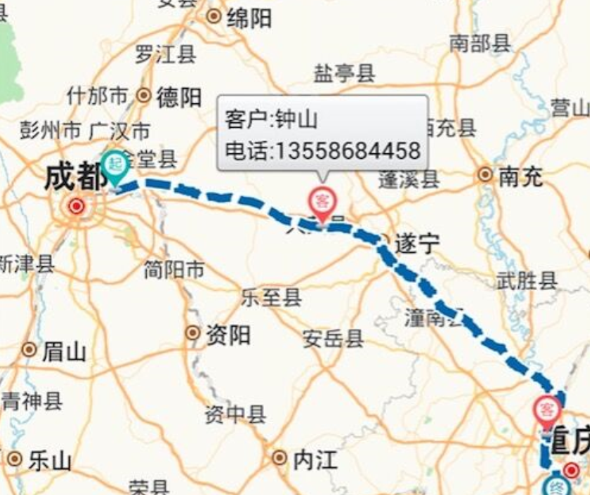 安县
绵阳
罗江县
南部县
盐亭县
什邡市
德阳
营山
客户:钟山
电话:13558684458
西充县
彭州市
广汉市
金堂县
起
成都
蓬溪县
南充
客
遂宁
新津县
简阳市
武胜县
乐至县
潼南县
资阳
安岳县
眉山
青神县
资中县
客
重庆
乐山
内江
终
荣县